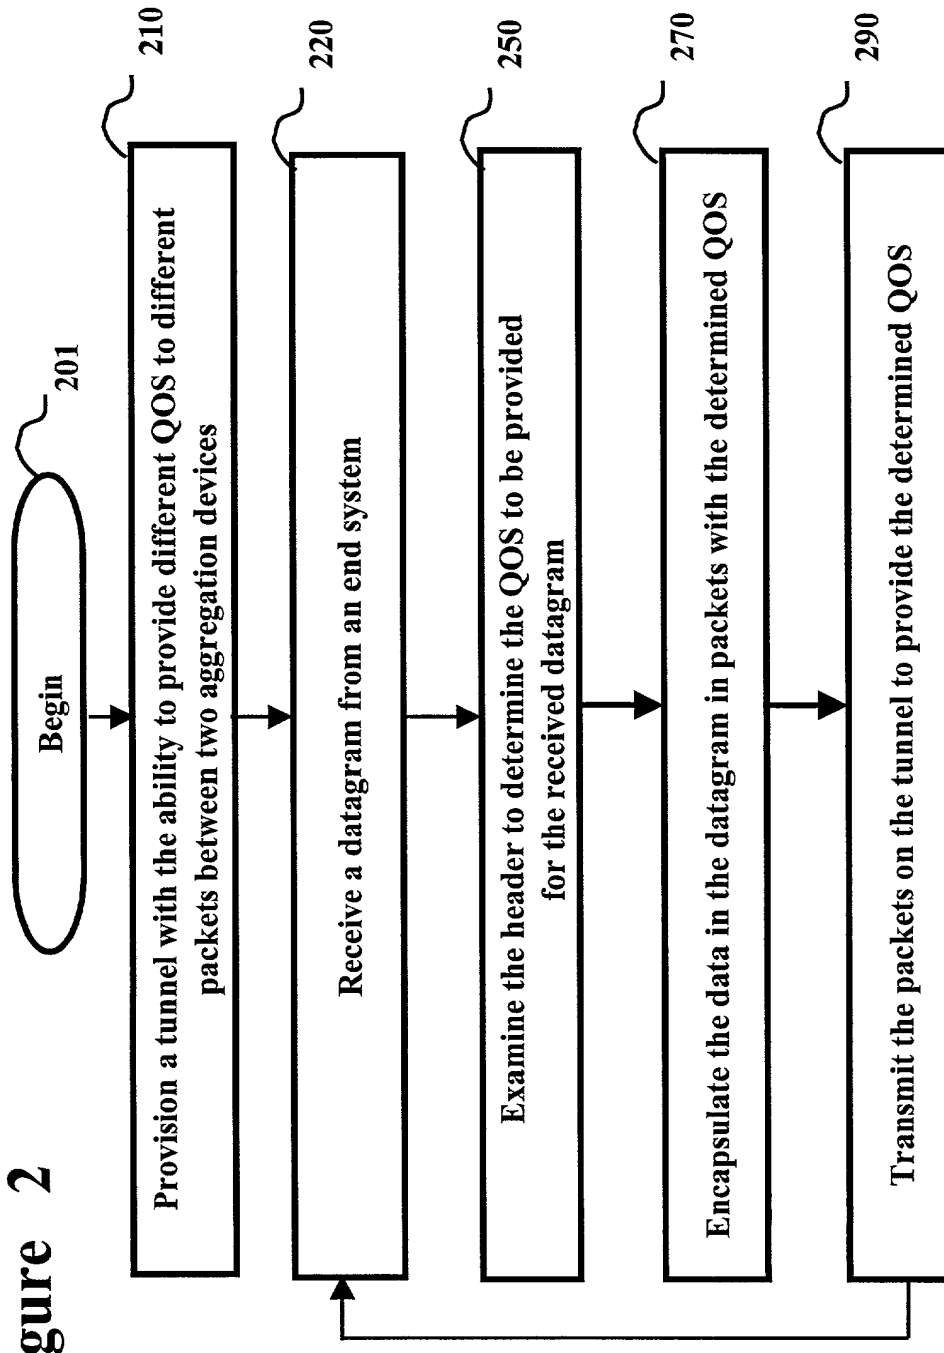 gure 2
Begin
201
Provision a tunnel with the ability to provide different QOS to different
packets between two aggregation devices
210
Receive a datagram from an end system
220
Examine the header to determine the QOS to be provided
for the received datagram
250
Encapsulate the data in the datagram in packets with the determined QOS
270
Transmit the packets on the tunnel to provide the determined QOS
290